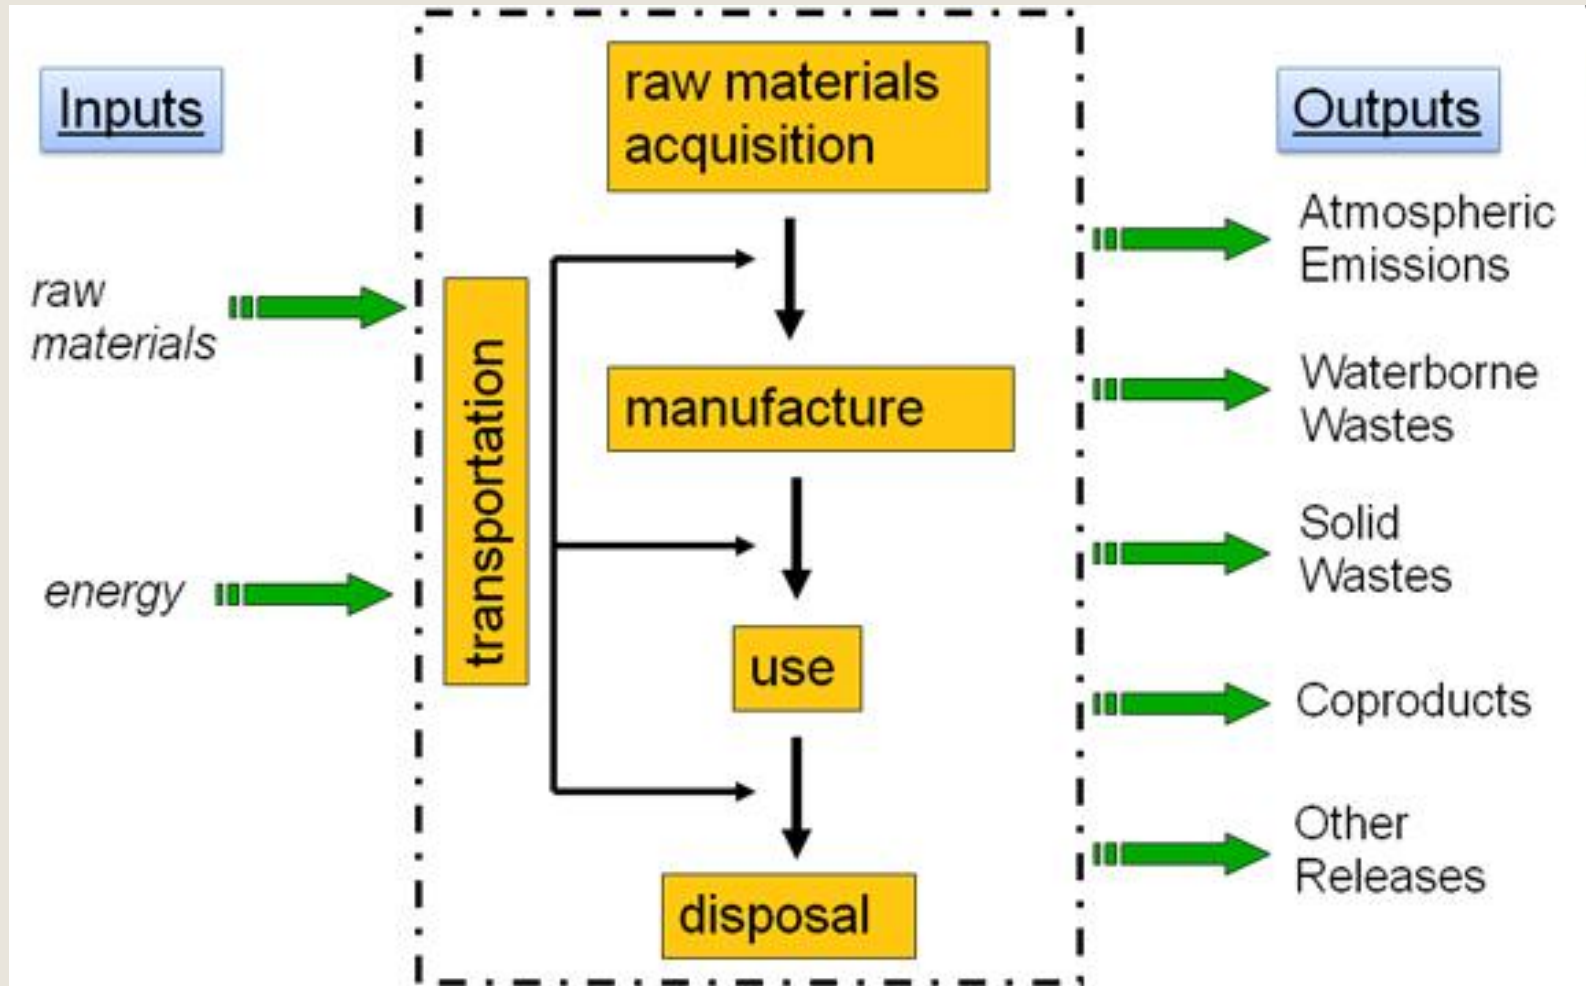 Inputs
raw
materials
energy
transportation
raw materials
acquisition
manufacture
use
disposal
Outputs
Atmospheric
Emissions
Waterborne
Wastes
Solid
Wastes
Coproducts
Other
Releases